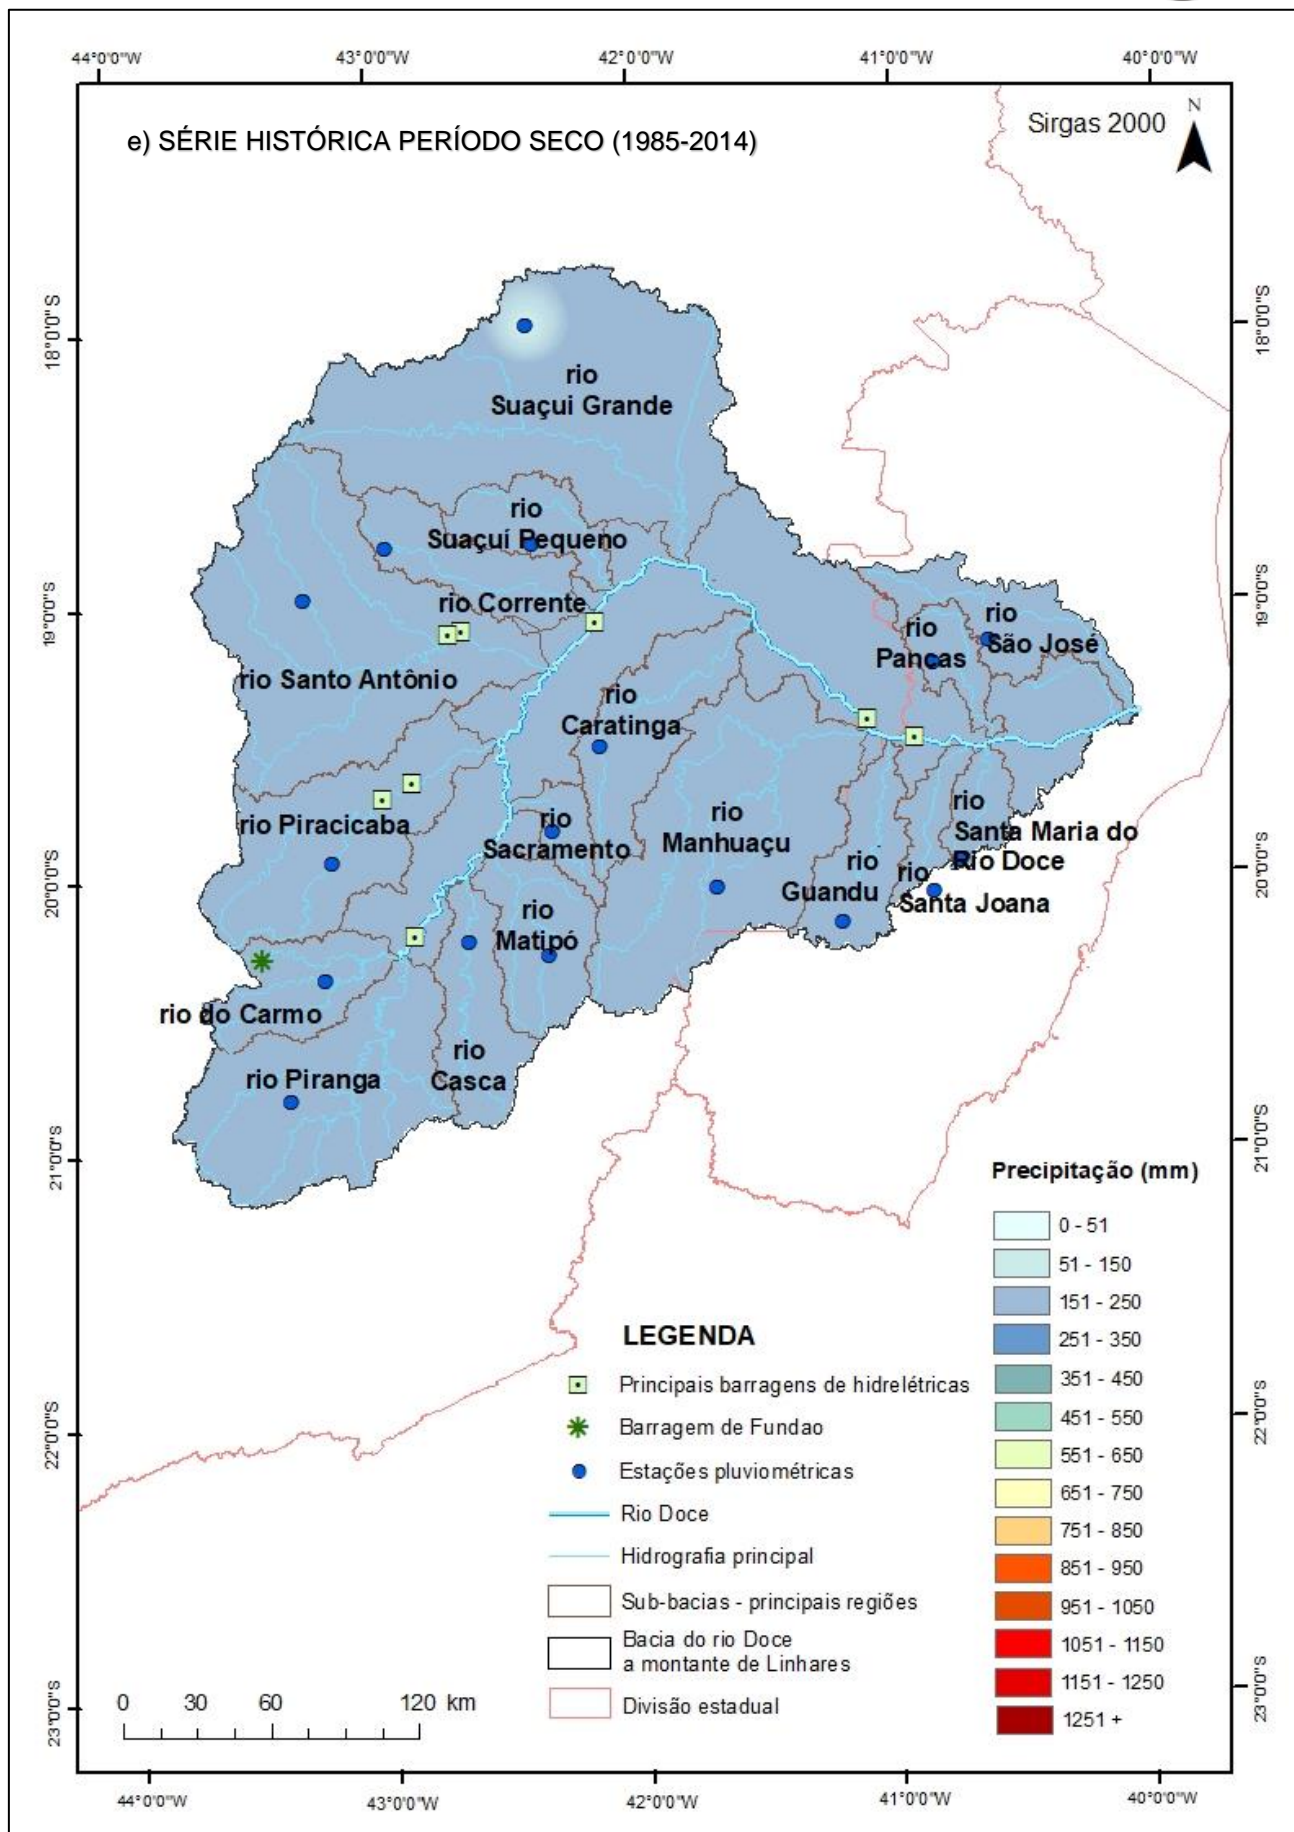 44°0'0"W 43°0'0"W 42°0'0"W 41°0'0"W 40°0'0"W
e) SÉRIE HISTÓRICA PERÍODO SECO (1985-2014)
Sirgas 2000
N
18°0'0"S
18°0'0"S
rio
Suaçui Grande
rio
Suaçuí Pequeno
19°0'0"S
19°0'0"S
rio Corrente
rio
São José
rio
Pancas
rio Santo Antônio
rio
Caratinga
rio Piracicaba
rio
Sacramento
rio
Manhuaçu
rio
Santa Maria do
Rio Doce
rio
Guandu
rio
Santa Joana
20°0'0"S
20°0'0"S
rio
Matipó
rio do Carmo
rio
Casca
rio Piranga
21°0'0"S
21°0'0"S
Precipitação (mm)
0 - 51
51 - 150
151 - 250
251 - 350
351 - 450
451 - 550
551 - 650
651 - 750
751 - 850
851 - 950
951 - 1050
1051 - 1150
1151 - 1250
1251 +
LEGENDA
Principais barragens de hidrelétricas
Barragem de Fundao
Estações pluviométricas
Rio Doce
Hidrografia principal
Sub-bacias - principais regiões
Bacia do rio Doce
a montante de Linhares
Divisão estadual
22°0'0"S
22°0'0"S
23°0'0"S
23°0'0"S
0 30 60 120 km
44°0'0"W 43°0'0"W 42°0'0"W 41°0'0"W 40°0'0"W